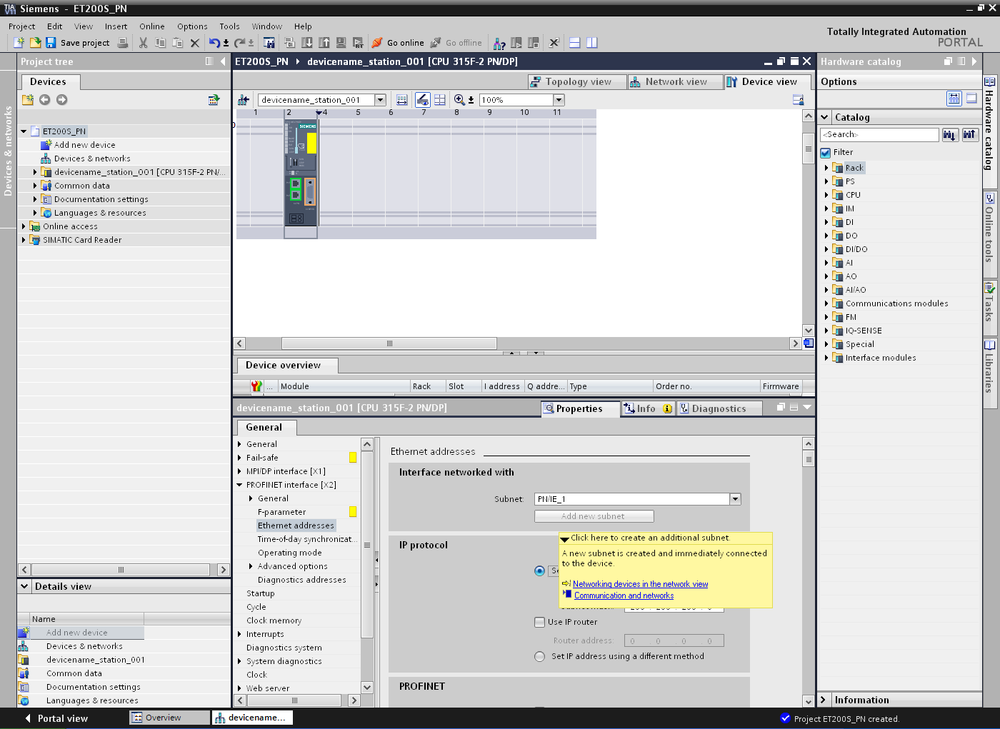 Siemens - ET200S_PN
Project Edit View Insert Online Options Tools Window Help
Save project
Go online
Go offline
Totally Integrated Automation
PORTAL
Project tree
Devices
Devices & networks
ET200S_PN
Add new device
Devices & networks
devicename_station_001 [CPU 315F-2 PN/...
Common data
Documentation settings
Languages & resources
Online access
SIMATIC Card Reader
Details view
Name
Add new device
Devices & networks
devicename_station_001
Common data
Documentation settings
Languages & resources
ET200S_PN
devicename_station_001 [CPU 315F-2 PN/DP]
Topology view
Network view
Device view
devicename_station_001
100%
1 2 4 5 6 7 8 9 10 11
SIEMENS
Device overview
... Module Rack Slot I address Q addre... Type Order no. Firmware
devicename_station_001 [CPU 315F-2 PN/DP]
Properties
Info
Diagnostics
General
General
Fail-safe
MPI/DP interface [X1]
PROFINET interface [X2]
General
F-parameter
Ethernet addresses
Time-of-day synchronizat...
Operating mode
Advanced options
Diagnostics addresses
Startup
Cycle
Clock memory
Interrupts
Diagnostics system
System diagnostics
Clock
Web server
Ethernet addresses
Interface networked with
Subnet: PN/IE_1
Add new subnet
IP protocol
Click here to create an additional subnet.
A new subnet is created and immediately connected
to the device.
Networking devices in the network view
Communication and networks
Use IP router
Router address: 0 . 0 . 0 . 0
Set IP address using a different method
PROFINET
Hardware catalog
Options
Catalog
<Search>
Filter
Rack
PS
CPU
IM
DI
DO
DI/DO
AI
AO
AI/AO
Communications modules
FM
IQ-SENSE
Special
Interface modules
Information
Hardware catalog
Online tools
Tasks
Libraries
Portal view
Overview
devicename...
Project ET200S_PN created.